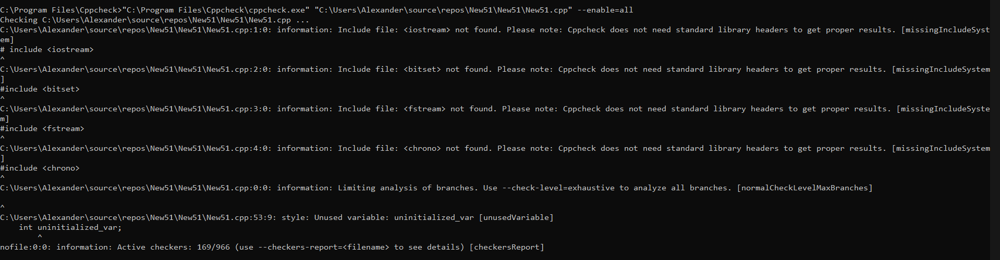 C:\Program Files\Cppcheck>"C:\Program Files\Cppcheck\cppcheck.exe" "C:\Users\Alexander\source\repos\New51\New51\New51.cpp" --enable=all
Checking C:\Users\Alexander\source\repos\New51\New51\New51.cpp ...
C:\Users\Alexander\source\repos\New51\New51\New51.cpp:1:0: information: Include file: <iostream> not found. Please note: Cppcheck does not need standard library headers to get proper results. [missingIncludeSyst
em]
# include <iostream>
^
C:\Users\Alexander\source\repos\New51\New51\New51.cpp:2:0: information: Include file: <bitset> not found. Please note: Cppcheck does not need standard library headers to get proper results. [missingIncludeSystem
]
#include <bitset>
^
C:\Users\Alexander\source\repos\New51\New51\New51.cpp:3:0: information: Include file: <fstream> not found. Please note: Cppcheck does not need standard library headers to get proper results. [missingIncludeSyste
m]
#include <fstream>
^
C:\Users\Alexander\source\repos\New51\New51\New51.cpp:4:0: information: Include file: <chrono> not found. Please note: Cppcheck does not need standard library headers to get proper results. [missingIncludeSystem
]
#include <chrono>
^
C:\Users\Alexander\source\repos\New51\New51\New51.cpp:0:0: information: Limiting analysis of branches. Use --check-level=exhaustive to analyze all branches. [normalCheckLevelMaxBranches]

^
C:\Users\Alexander\source\repos\New51\New51\New51.cpp:53:9: style: Unused variable: uninitialized_var [unusedVariable]
    int uninitialized_var;
        ^
nofile:0:0: information: Active checkers: 169/966 (use --checkers-report=<filename> to see details) [checkersReport]